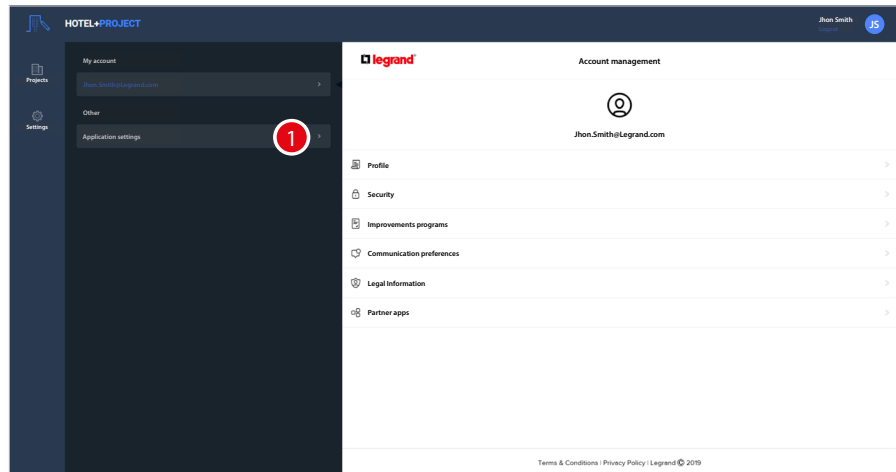 HOTEL+PROJECT
Jhon Smith
Logout
JS
Projects
Settings
My account
Jhon.Smith@Legrand.com
Other
Application settings
1
legrand®
Account management
Jhon.Smith@Legrand.com
Profile
Security
Improvements programs
Communication preferences
Legal Information
Partner apps
Terms & Conditions | Privacy Policy | Legrand © 2019